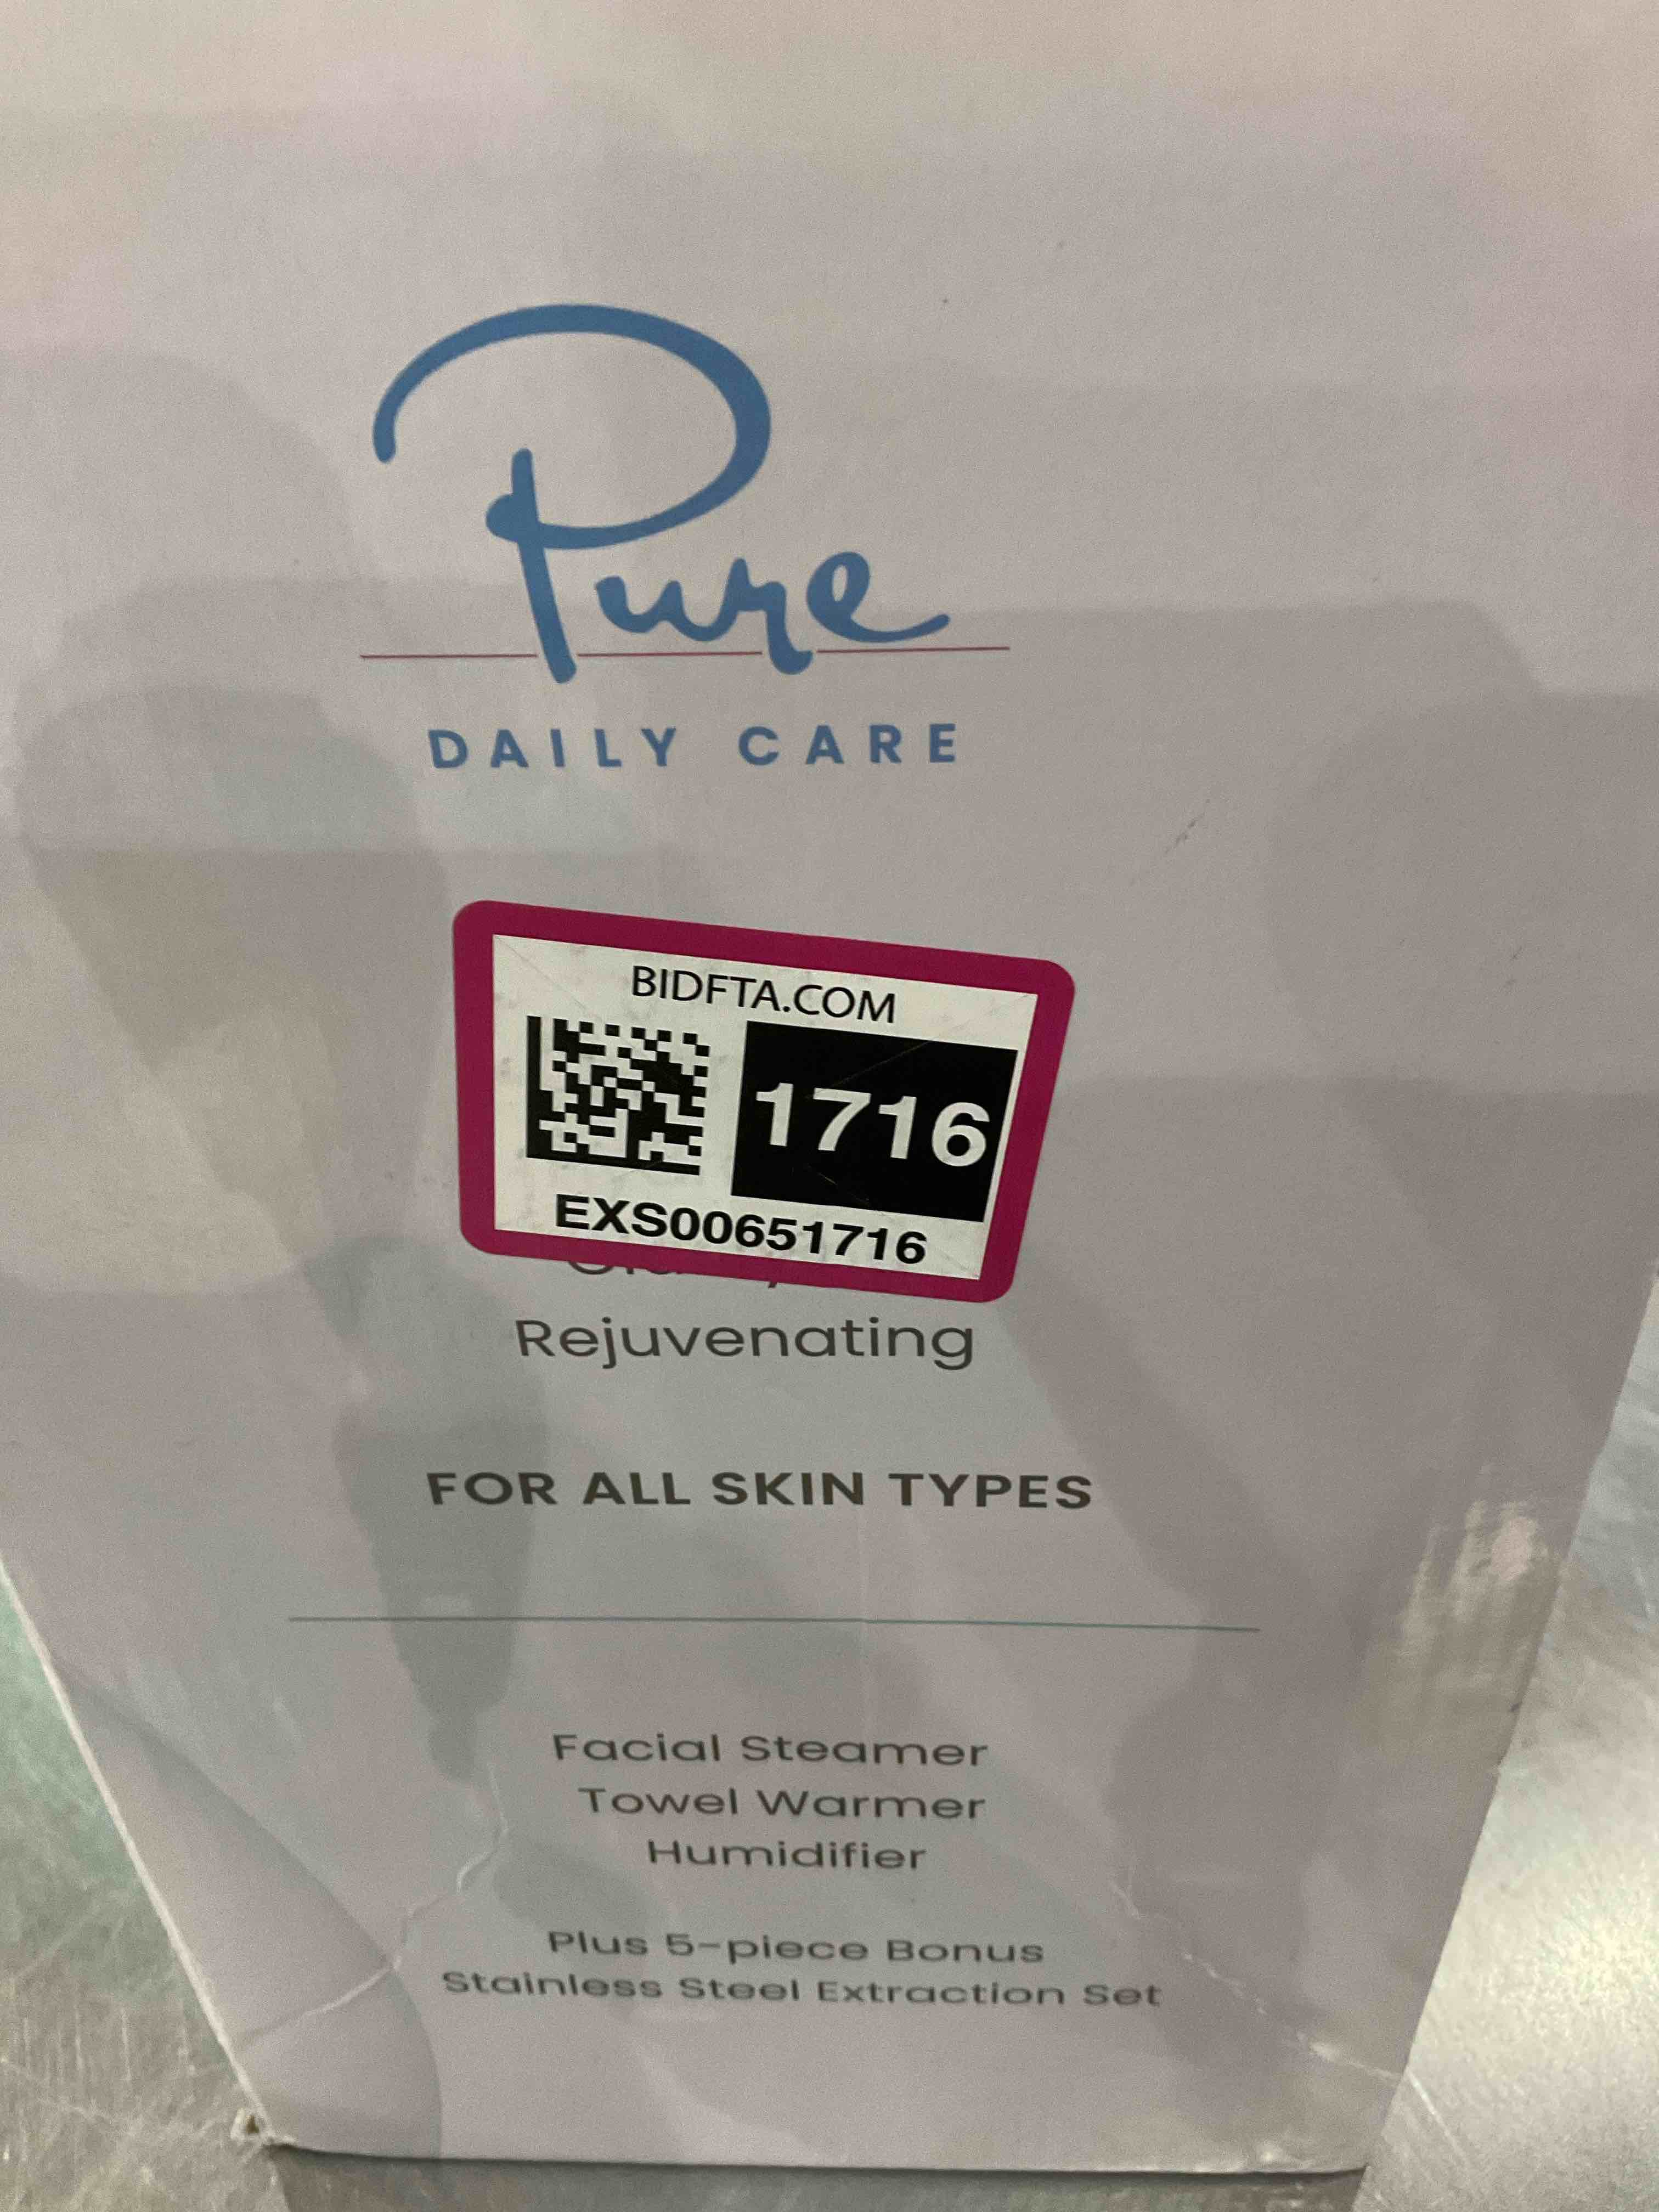 Pure
DAILY CARE
BIDFTA.COM
1716
EXS00651716
Rejuvenating
FOR ALL SKIN TYPES
Facial Steamer
Towel Warmer
Humidifier
Plus 5-piece Bonus
Stainless Steel Extraction Set